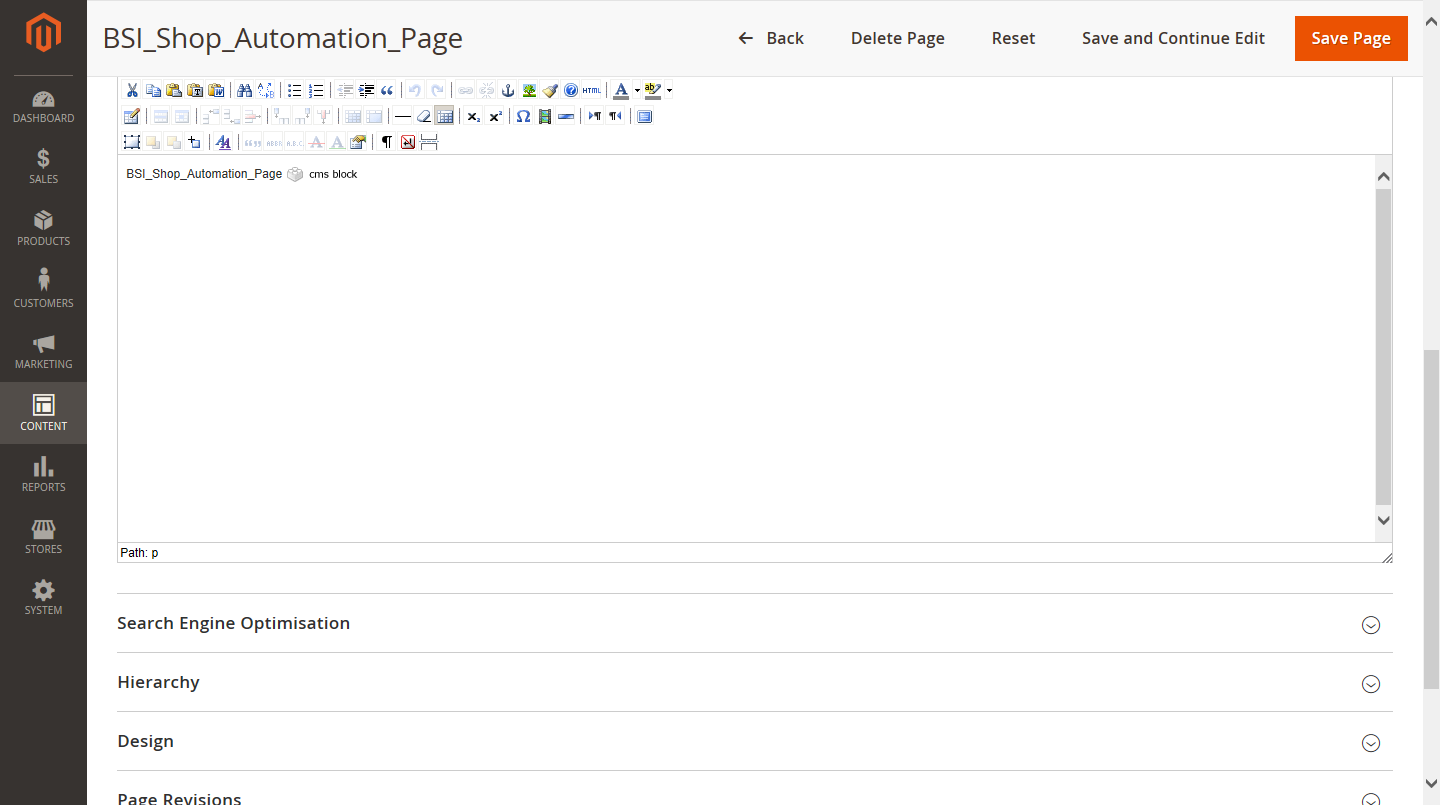 BSI_Shop_Automation_Page
Back
Delete Page
Reset
Save and Continue Edit
Save Page
DASHBOARD
SALES
PRODUCTS
CUSTOMERS
MARKETING
CONTENT
REPORTS
STORES
SYSTEM
HTML
BSI_Shop_Automation_Page cms block
Path: p
Search Engine Optimisation
Hierarchy
Design
Page Revisions